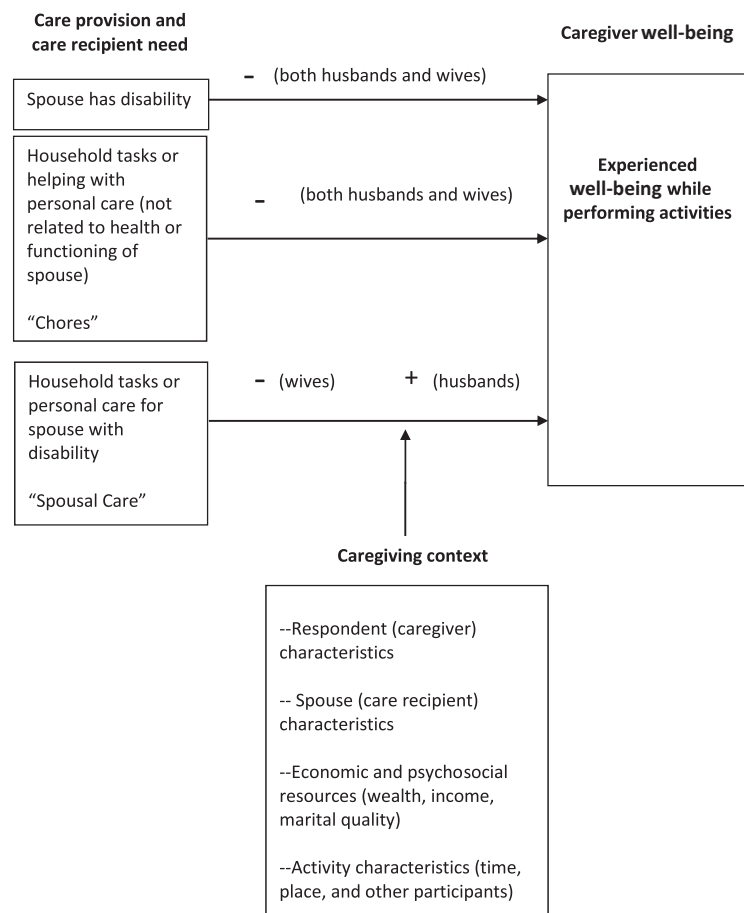 Care provision and
care recipient need
Caregiver well-being
Spouse has disability
– (both husbands and wives)
Household tasks or
helping with
personal care (not
related to health or
functioning of
spouse)
“Chores”
– (both husbands and wives)
Experienced
well-being while
performing activities
Household tasks or
personal care for
spouse with
disability
“Spousal Care”
– (wives) + (husbands)
Caregiving context
--Respondent (caregiver)
characteristics
-- Spouse (care recipient)
characteristics
--Economic and psychosocial
resources (wealth, income,
marital quality)
--Activity characteristics (time,
place, and other participants)